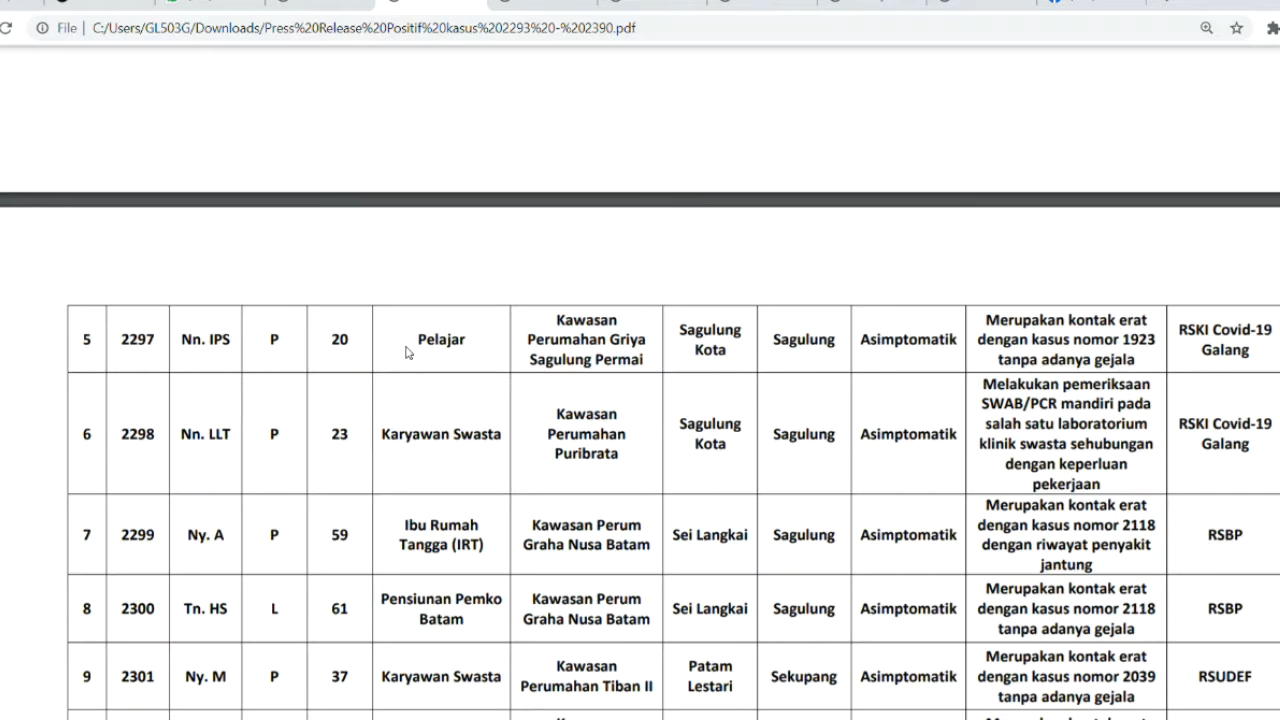 File | C:/Users/GL503G/Downloads/Press%20Release%20Positif%20kasus%202293%20-%202390.pdf
5 2297 Nn. IPS P 20 Pelajar Kawasan Perumahan Griya Sagulung Permai Sagulung Kota Sagulung Asimptomatik Merupakan kontak erat dengan kasus nomor 1923 tanpa adanya gejala RSKI Covid-19 Galang
6 2298 Nn. LLT P 23 Karyawan Swasta Kawasan Perumahan Puribrata Sagulung Kota Sagulung Asimptomatik Melakukan pemeriksaan SWAB/PCR mandiri pada salah satu laboratorium klinik swasta sehubungan dengan keperluan pekerjaan RSKI Covid-19 Galang
7 2299 Ny. A P 59 Ibu Rumah Tangga (IRT) Kawasan Perum Graha Nusa Batam Sei Langkai Sagulung Asimptomatik Merupakan kontak erat dengan kasus nomor 2118 dengan riwayat penyakit jantung RSBP
8 2300 Tn. HS L 61 Pensiunan Pemko Batam Kawasan Perum Graha Nusa Batam Sei Langkai Sagulung Asimptomatik Merupakan kontak erat dengan kasus nomor 2118 tanpa adanya gejala RSBP
9 2301 Ny. M P 37 Karyawan Swasta Kawasan Perumahan Tiban II Patam Lestari Sekupang Asimptomatik Merupakan kontak erat dengan kasus nomor 2039 tanpa adanya gejala RSUDEF